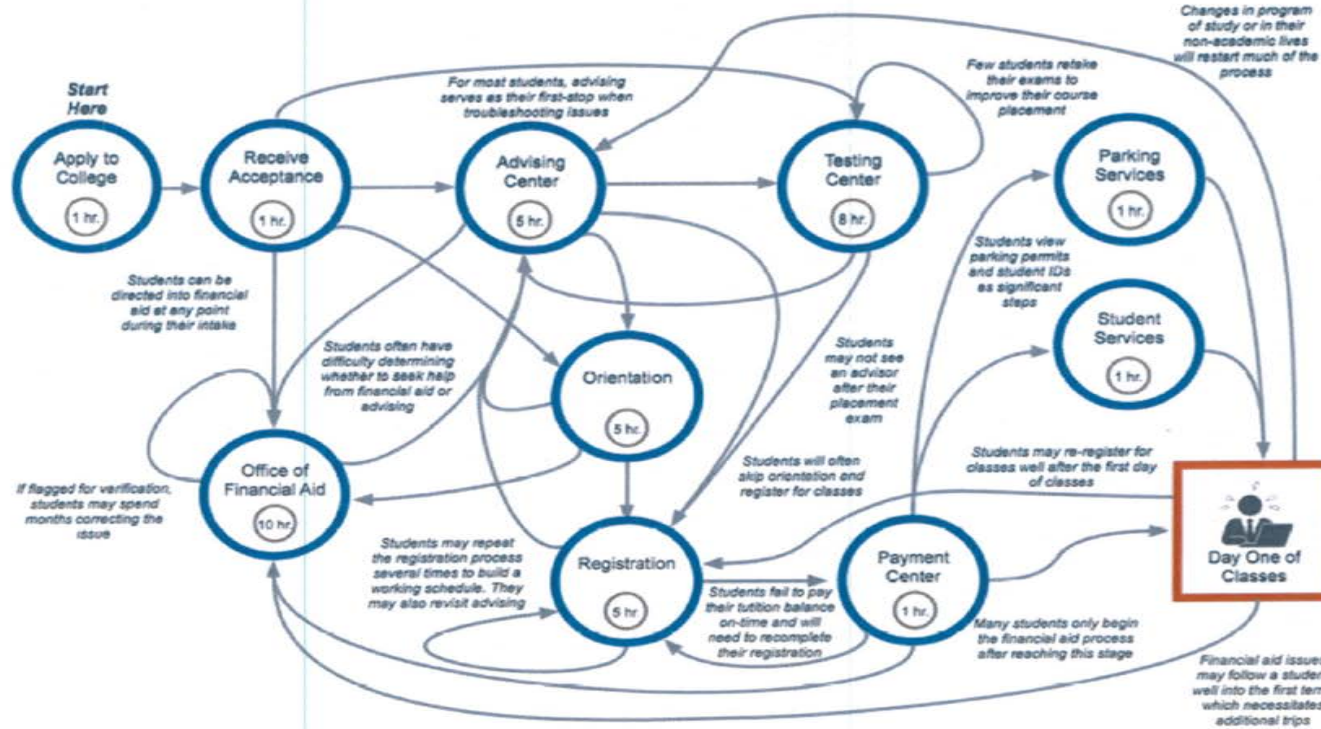 Changes in program
of study or in their
non-academic lives
will restart much of the
process
Start
Here
For most students, advising
serves as their first-stop when
troubleshooting issues
Few students retake
their exams to
improve their course
placement
Apply to
College
1 hr.
Receive
Acceptance
1 hr.
Advising
Center
5 hr.
Testing
Center
8 hr.
Parking
Services
1 hr.
Students can be
directed into financial
aid at any point
during their intake
Students view
parking permits
and student IDs
as significant
steps
Students often have
difficulty determining
whether to seek help
from financial aid or
advising
Orientation
5 hr.
Students
may not see
an advisor
after their
placement
exam
Student
Services
1 hr.
If flagged for verification,
students may spend
months correcting the
issue
Office of
Financial Aid
10 hr.
Students will often
skip orientation and
register for classes
Students may re-register for
classes well after the first day
of classes
Students may repeat
the registration process
several times to build a
working schedule. They
may also revisit advising
Registration
5 hr
Students fail to pay
their tutition balance
on-time and will
need to recomplete
their registration
Payment
Center
1 hr.
Day One of
Classes
Many students only begin
the financial aid process
after reaching this stage
Financial aid issues
may follow a student
well into the first term
which necessitates
additional trips